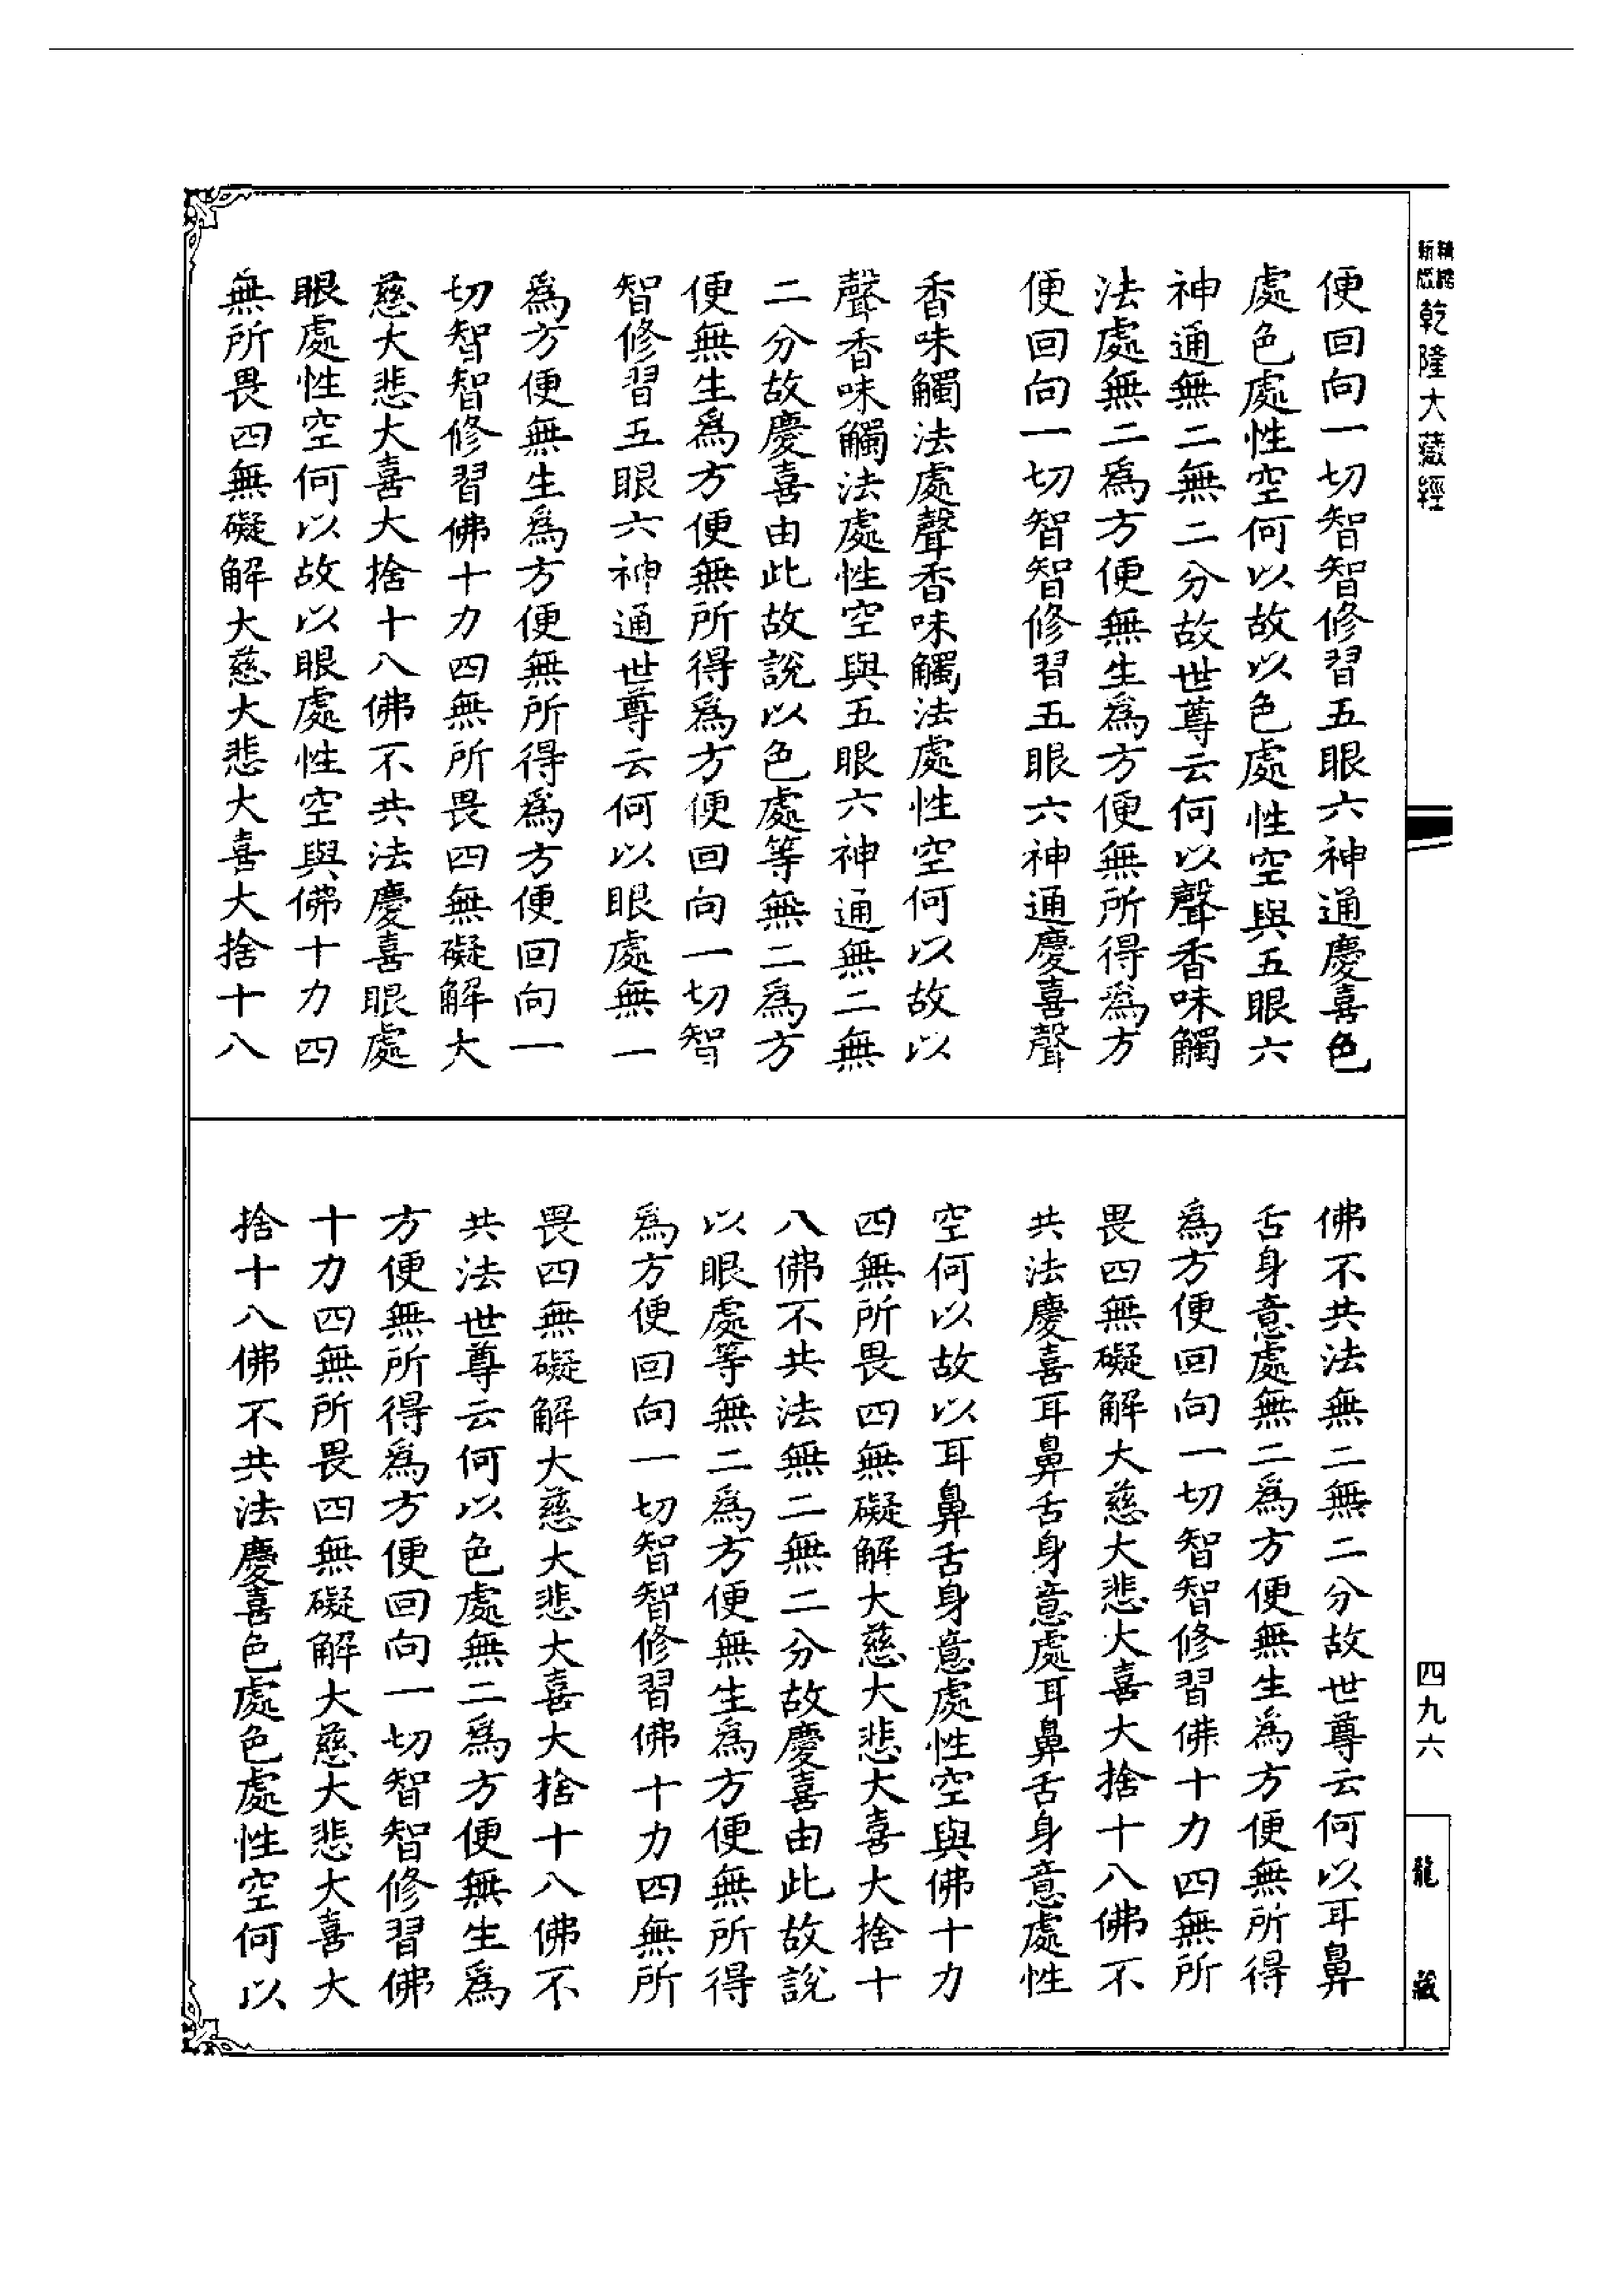 精縮
新版
乾隆大藏經
便回向一切智智修習五眼六神通慶喜色
處色處性空何以故以色處性空與五眼六
神通無二無二分故世尊云何以聲香味觸
法處無二爲方便無生爲方便無所得爲方
便回向一切智智修習五眼六神通慶喜聲
香味觸法處聲香味觸法處性空何以故以
聲香味觸法處性空與五眼六神通無二無
二分故慶喜由此故說以色處等無二爲方
便無生爲方便無所得爲方便回向一切智
智修習五眼六神通世尊云何以眼處無二
爲方便無生爲方便無所得爲方便回向一
切智智修習佛十力四無所畏四無礙解大
慈大悲大喜大捨十八佛不共法慶喜眼處
眼處性空何以故以眼處性空與佛十力四
無所畏四無礙解大慈大悲大喜大捨十八
佛不共法無二無二分故世尊云何以耳鼻
舌身意處無二爲方便無生爲方便無所得
爲方便回向一切智智修習佛十力四無所
畏四無礙解大慈大悲大喜大捨十八佛不
共法慶喜耳鼻舌身意處耳鼻舌身意處性
空何以故以耳鼻舌身意處性空與佛十力
四無所畏四無礙解大慈大悲大喜大捨十
八佛不共法無二無二分故慶喜由此故說
以眼處等無二爲方便無生爲方便無所得
爲方便回向一切智智修習佛十力四無所
畏四無礙解大慈大悲大喜大捨十八佛不
共法世尊云何以色處無二爲方便無生爲
方便無所得爲方便回向一切智智修習佛
十力四無所畏四無礙解大慈大悲大喜大
捨十八佛不共法慶喜色處色處性空何以
四九六
龍藏